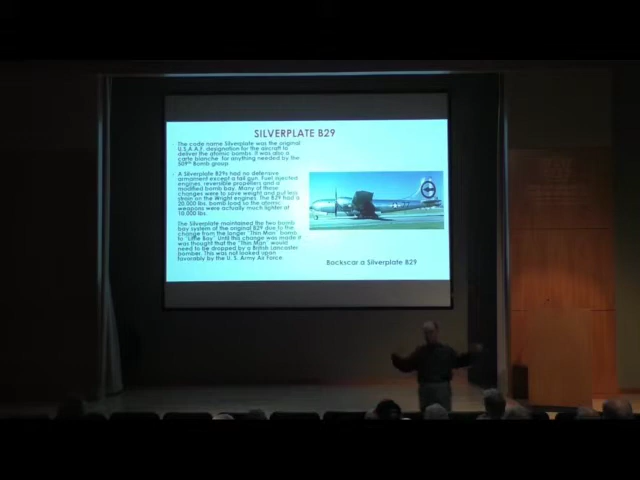 SILVERPLATE B29
The code name Silverplate was the original
U.S.A.A.F. designation for the aircraft to
deliver the atomic bombs. It was also a
carte blanche for anything needed by the
509th Bomb group
A Silverplate B29s had no defensive
armament except a tail gun. Fuel injected
engines, reversible propellers and a
modified bomb bay. Many of these
changes were to save weight and put less
strain on the Wright engines. The B29 had a
20,000 lbs. bomb load so the atomic
weapons were actually much lighter at
10,000 lbs.
The Silverplate maintained the two bomb
bay system of the original B29 due to the
change from the longer "Thin Man" bomb
to "Little Boy" Until this change was made it
was thought that the "Thin Man" would
need to be dropped by a British Lancaster
bomber. This was not looked upon
favorably by the U. S. Army Air force
Bockscar a Silverplate B29